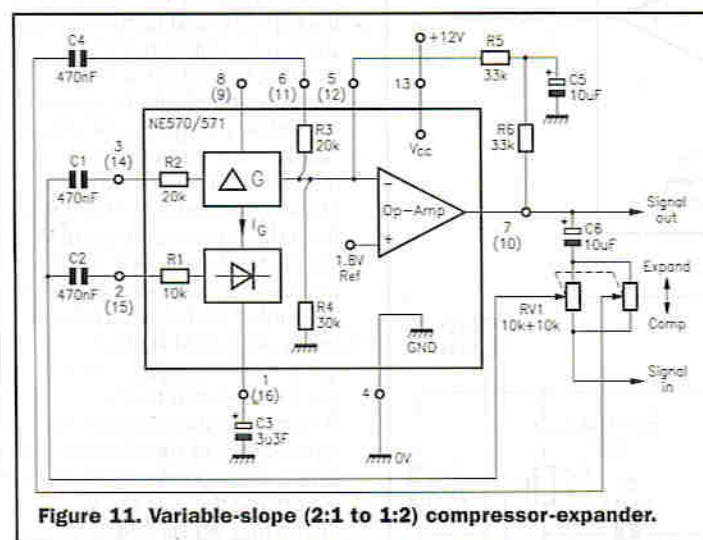 C4
470nF
+12V
R5
33k
C5
10uF
8
(9)
6
(11)
5
(12)
13
NE570/571
R3
20k
Vcc
R6
33k
C1
470nF
3
(14)
R2
20k
G
Op-Amp
7
(10)
Signal
out
IG
1.8V
Ref
C6
10uF
C2
470nF
2
(15)
R1
10k
R4
30k
GND
RV1
10k+10k
Expand
Comp
1
(16)
4
C3
3u3F
0V
Signal
in
Figure 11. Variable-slope (2:1 to 1:2) compressor-expander.